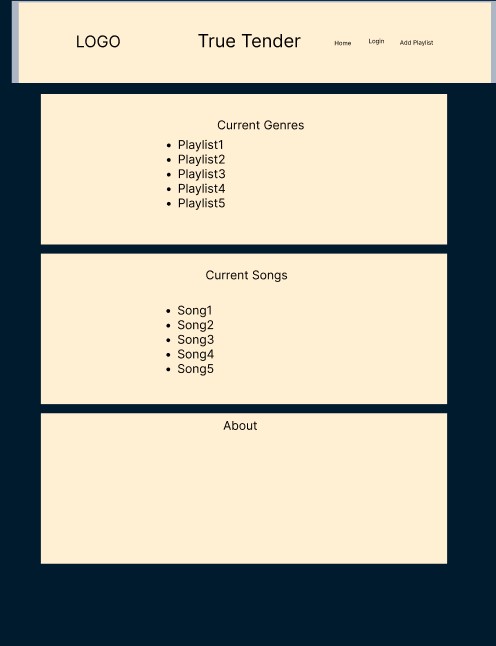 LOGO
True Tender
Home
Login
Add Playlist
Current Genres
• Playlist1
• Playlist2
• Playlist3
• Playlist4
• Playlist5
Current Songs
• Song1
• Song2
• Song3
• Song4
• Song5
About